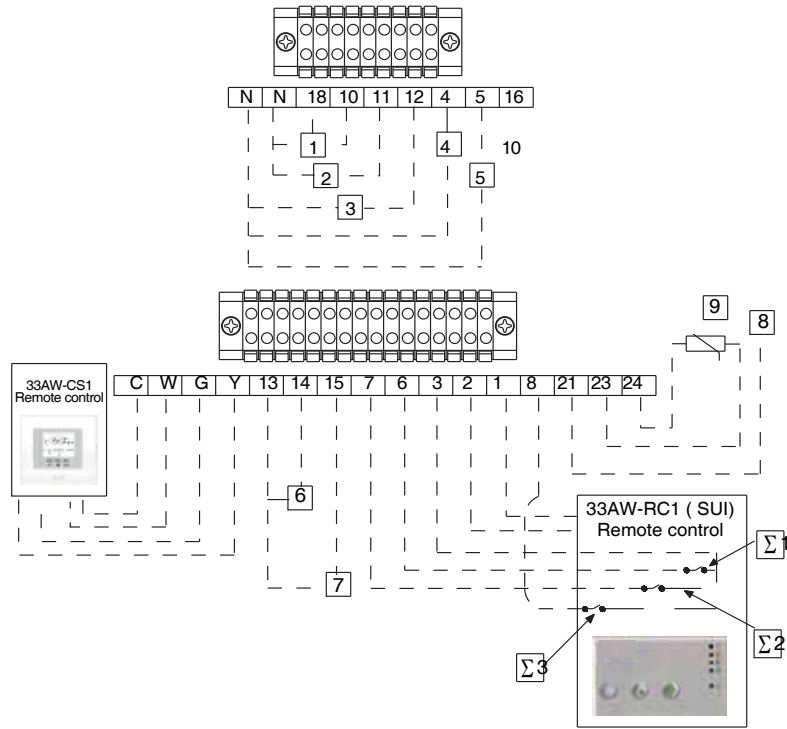 N N 18 10 11 12 4 5 16
1
4
10
2
5
3
9
8
33AW-CS1
Remote control
C W G Y 13 14 15 7 6 3 2 1 8 21 23 24
6
33AW-RC1 ( SUI)
Remote control
Σ1
7
Σ2
Σ3